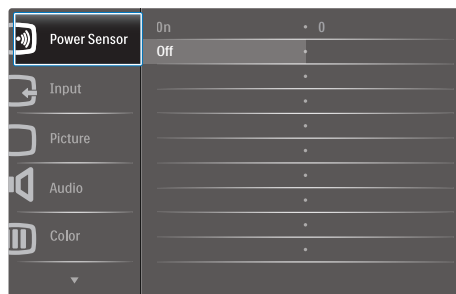 Power Sensor
On • 0
Off •
Input
Picture
Audio
Color